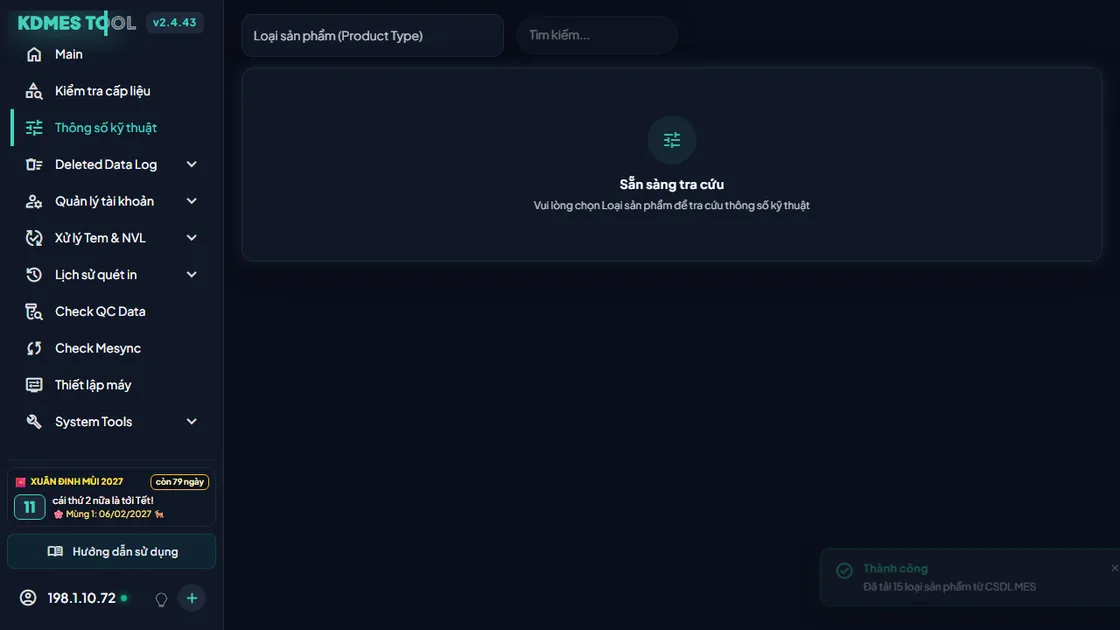 KDMES TOOL v2.4.43
Main
Kiểm tra cấp liệu
Thông số kỹ thuật
Deleted Data Log
Quản lý tài khoản
Xử lý Tem & NVL
Lịch sử quét in
Check QC Data
Check Mesync
Thiết lập máy
System Tools
XUÂN ĐINH MÙI 2027 còn 79 ngày
11 cái thứ 2 nữa là tới Tết!
Mùng 1: 06/02/2027
Hướng dẫn sử dụng
198.1.10.72
Loại sản phẩm (Product Type)
Tìm kiếm...
Sẵn sàng tra cứu
Vui lòng chọn Loại sản phẩm để tra cứu thông số kỹ thuật
Thành công
Đã tải 15 loại sản phẩm từ CSDL MES